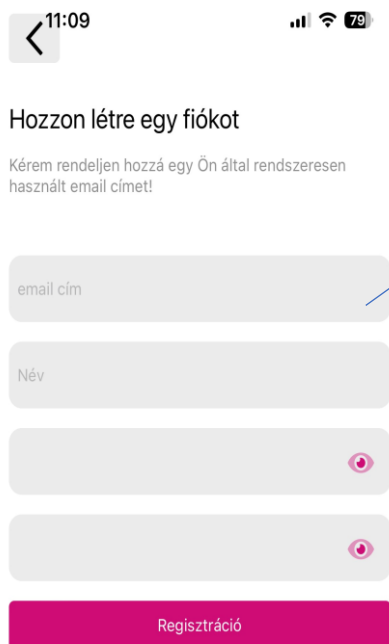 11:09
79
Hozzon létre egy fiókot
Kérem rendeljen hozzá egy Ön által rendszeresen
használt email címet!
email cím
Név
Regisztráció